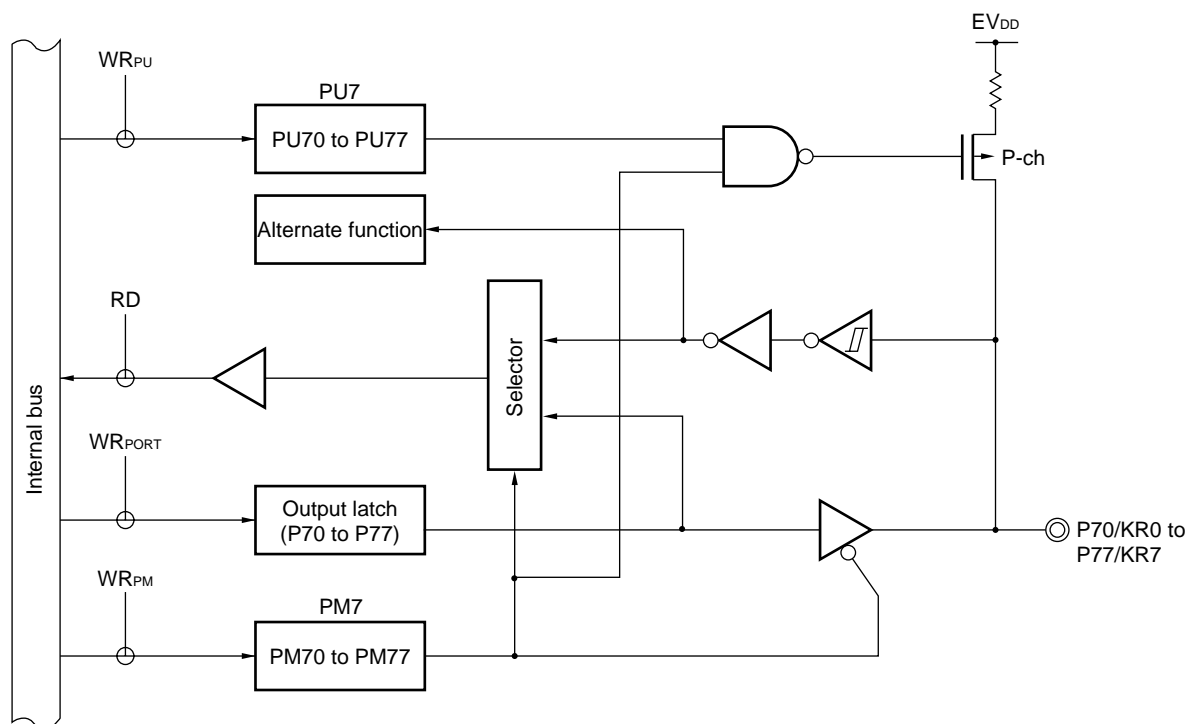 EVDD
WRPU
PU7
PU70 to PU77
P-ch
Alternate function
RD
Selector
Internal bus
WRPORT
Output latch
(P70 to P77)
P70/KR0 to
P77/KR7
WRPM
PM7
PM70 to PM77